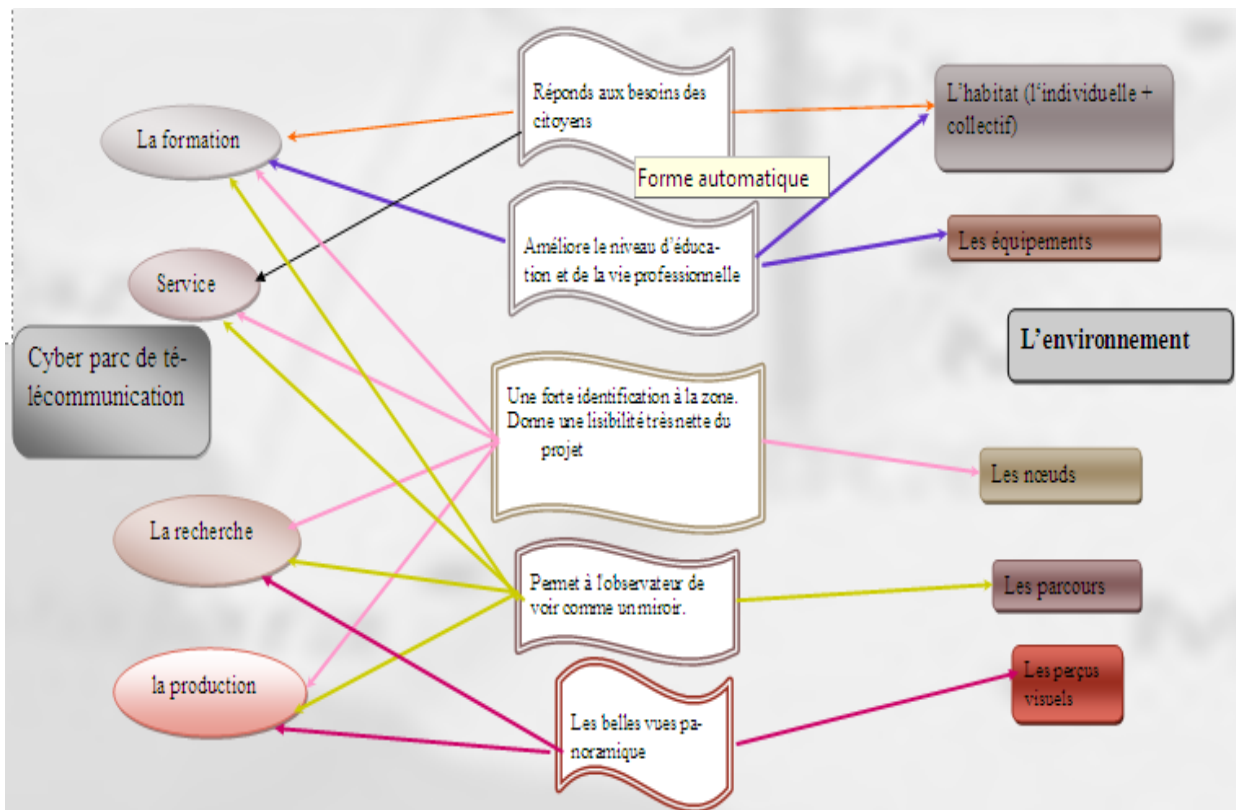 Réponds aux besoins des
citoyens
L'habitat (l'individuelle +
collectif)
La formation
Forme automatique
Améliore le niveau d'éduca-
tion et de la vie professionnelle
Les équipements
Service
L'environnement
Cyber parc de té-
lécommunication
Une forte identification à la zone.
Donne une lisibilité très nette du
projet
Les nœuds
La recherche
Permet à l'observateur de
voir comme un miroir.
Les parcours
la production
Les perçus
visuels
Les belles vues pa-
noramique